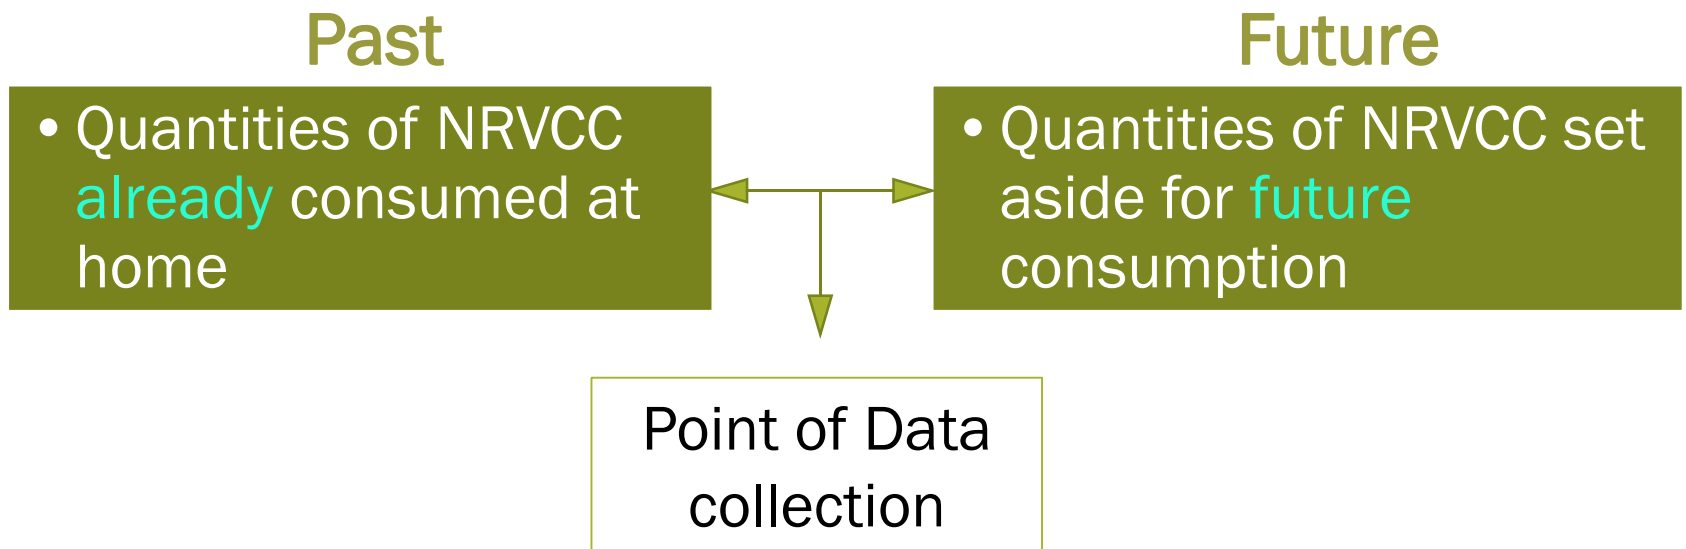 Past
• Quantities of NRVCC
already consumed at
home
Future
• Quantities of NRVCC set
aside for future
consumption
Point of Data
collection